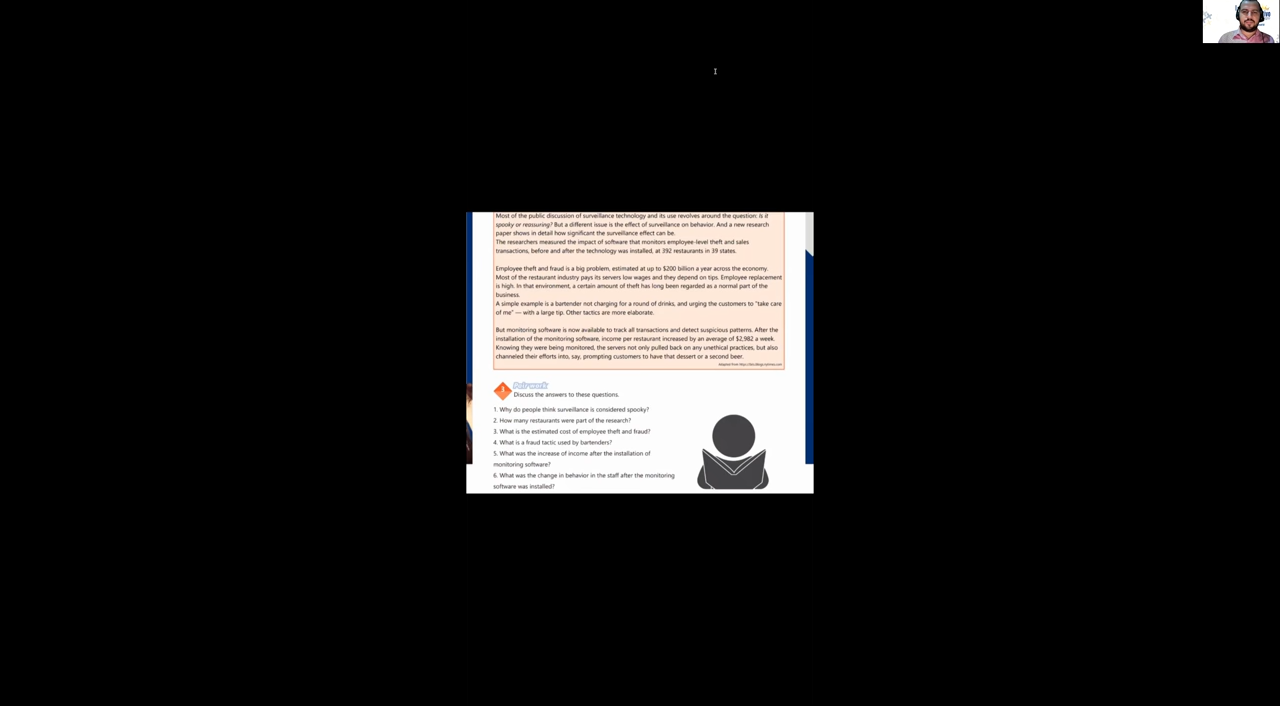 Most of the public discussion of surveillance technology and its use revolves around the question: Is it
spooky or reassuring? But a different issue is the effect of surveillance on behavior. And a new research
paper shows in detail how significant the surveillance effect can be.
The researchers measured the impact of software that monitors employee-level theft and sales
transactions, before and after the technology was installed, at 392 restaurants in 39 states.
Employee theft and fraud is a big problem, estimated at up to $200 billion a year across the economy.
Most of the restaurant industry pays its servers low wages and they depend on tips. Employee replacement
is high. In that environment, a certain amount of theft has long been regarded as a normal part of the
business.
A simple example is a bartender not charging for a round of drinks, and urging the customers to "take care
of me" — with a large tip. Other tactics are more elaborate.
But monitoring software is now available to track all transactions and detect suspicious patterns. After the
installation of the monitoring software, income per restaurant increased by an average of $2,982 a week.
Knowing they were being monitored, the servers not only pulled back on any unethical practices, but also
channeled their efforts into, say, prompting customers to have that dessert or a second beer.
Adapted from
3
Pair work
Discuss the answers to these questions.
1. Why do people think surveillance is considered spooky?
2. How many restaurants were part of the research?
3. What is the estimated cost of employee theft and fraud?
4. What is a fraud tactic used by bartenders?
5. What was the increase of income after the installation of
monitoring software?
6. What was the change in behavior in the staff after the monitoring
software was installed?